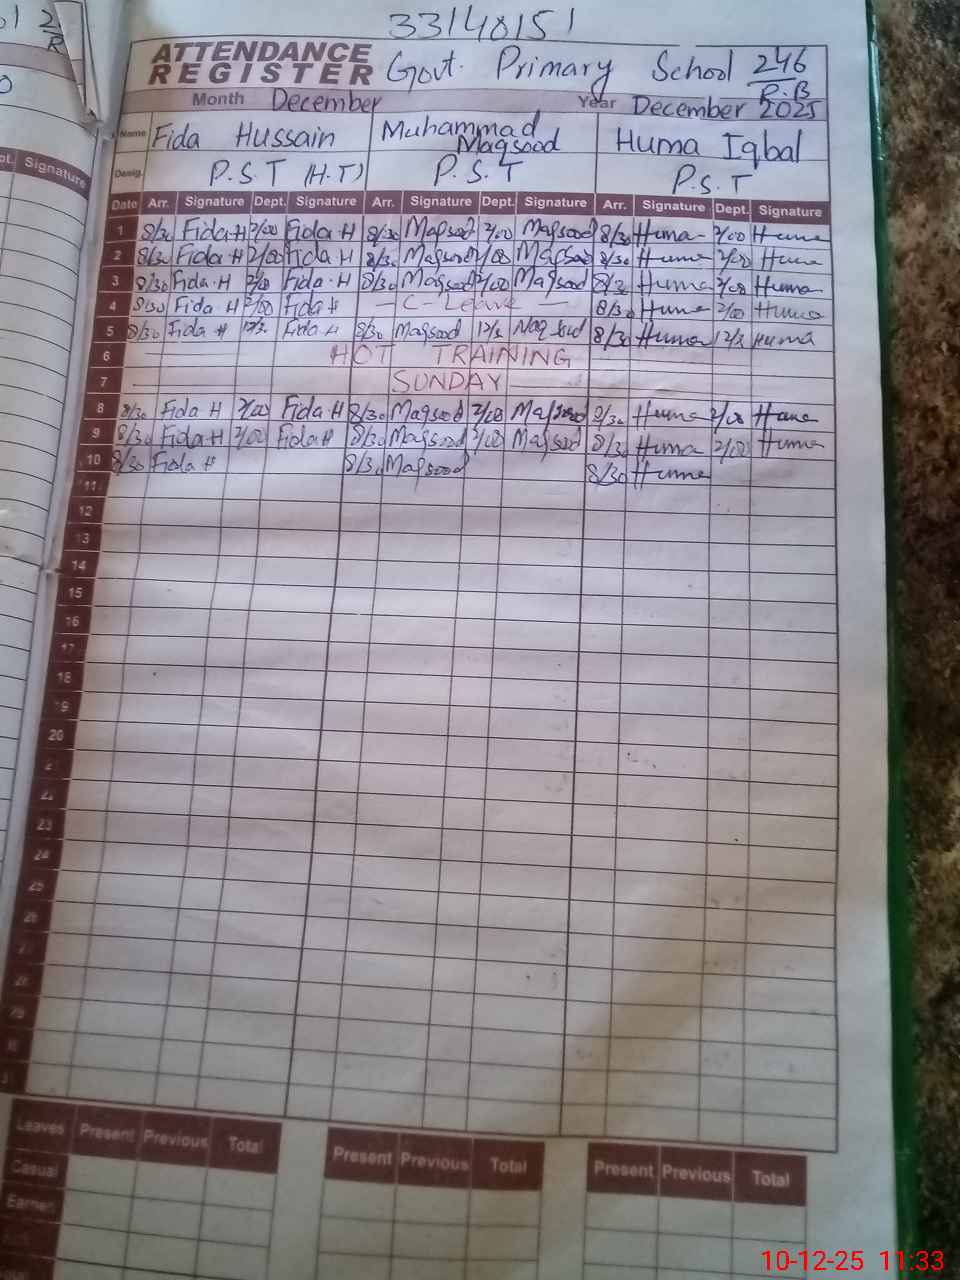 33140151
ATTENDANCE REGISTER Govt. Primary School 246 R.B
Month December Year December 2025
Name Fida Hussain Muhammad Maqsood Huma Iqbal
Desig. P.S.T (H.T) P.S.T P.S.T
Date Arr. Signature Dept. Signature Arr. Signature Dept. Signature Arr. Signature Dept. Signature
1 8/30 Fida H 2/00 Fida H 8/30 Maqsood 2/00 Maqsood 8/30 Huma 2/00 Huma
2 8/30 Fida H 2/00 Fida H 8/30 Maqsood 2/00 Maqsood 8/30 Huma 2/00 Huma
3 8/30 Fida H 2/00 Fida H 8/30 Maqsood 2/00 Maqsood 8/30 Huma 2/00 Huma
4 8/30 Fida H 2/00 Fida H — C-Leave — 8/30 Huma 2/00 Huma
5 8/30 Fida H Fida H 8/30 Maqsood Maqsood 8/30 Huma Huma
6 HOT TRAINING
7 SUNDAY
8 8/30 Fida H 2/00 Fida H 8/30 Maqsood 2/00 Maqsood 8/30 Huma 2/00 Huma
9 8/30 Fida H 2/00 Fida H 8/30 Maqsood 2/00 Maqsood 8/30 Huma 2/00 Huma
10 8/30 Fida H 8/30 Maqsood 8/30 Huma
11
12
13
14
15
16
17
18
19
20
23
24
25
26
Leaves Present Previous Total Present Previous Total Present Previous Total
Casual
Earned
10-12-25 11:33